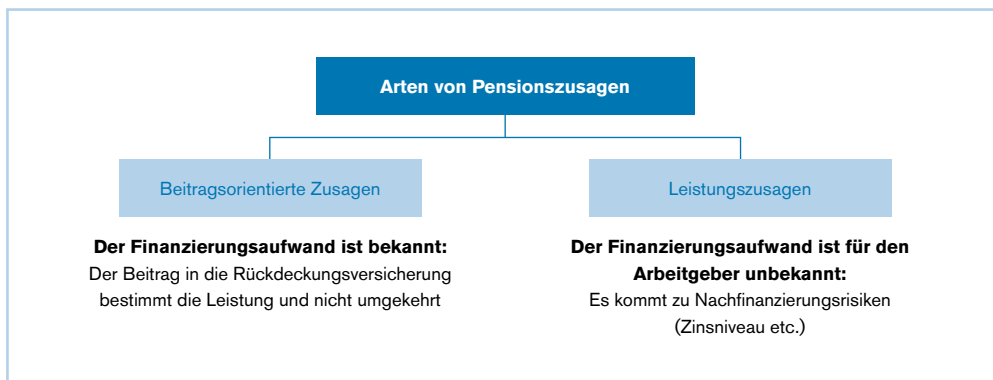 Arten von Pensionszusagen
Beitragsorientierte Zusagen
Der Finanzierungsaufwand ist bekannt:
Der Beitrag in die Rückdeckungsversicherung
bestimmt die Leistung und nicht umgekehrt
Leistungszusagen
Der Finanzierungsaufwand ist für den
Arbeitgeber unbekannt:
Es kommt zu Nachfinanzierungsrisiken
(Zinsniveau etc.)